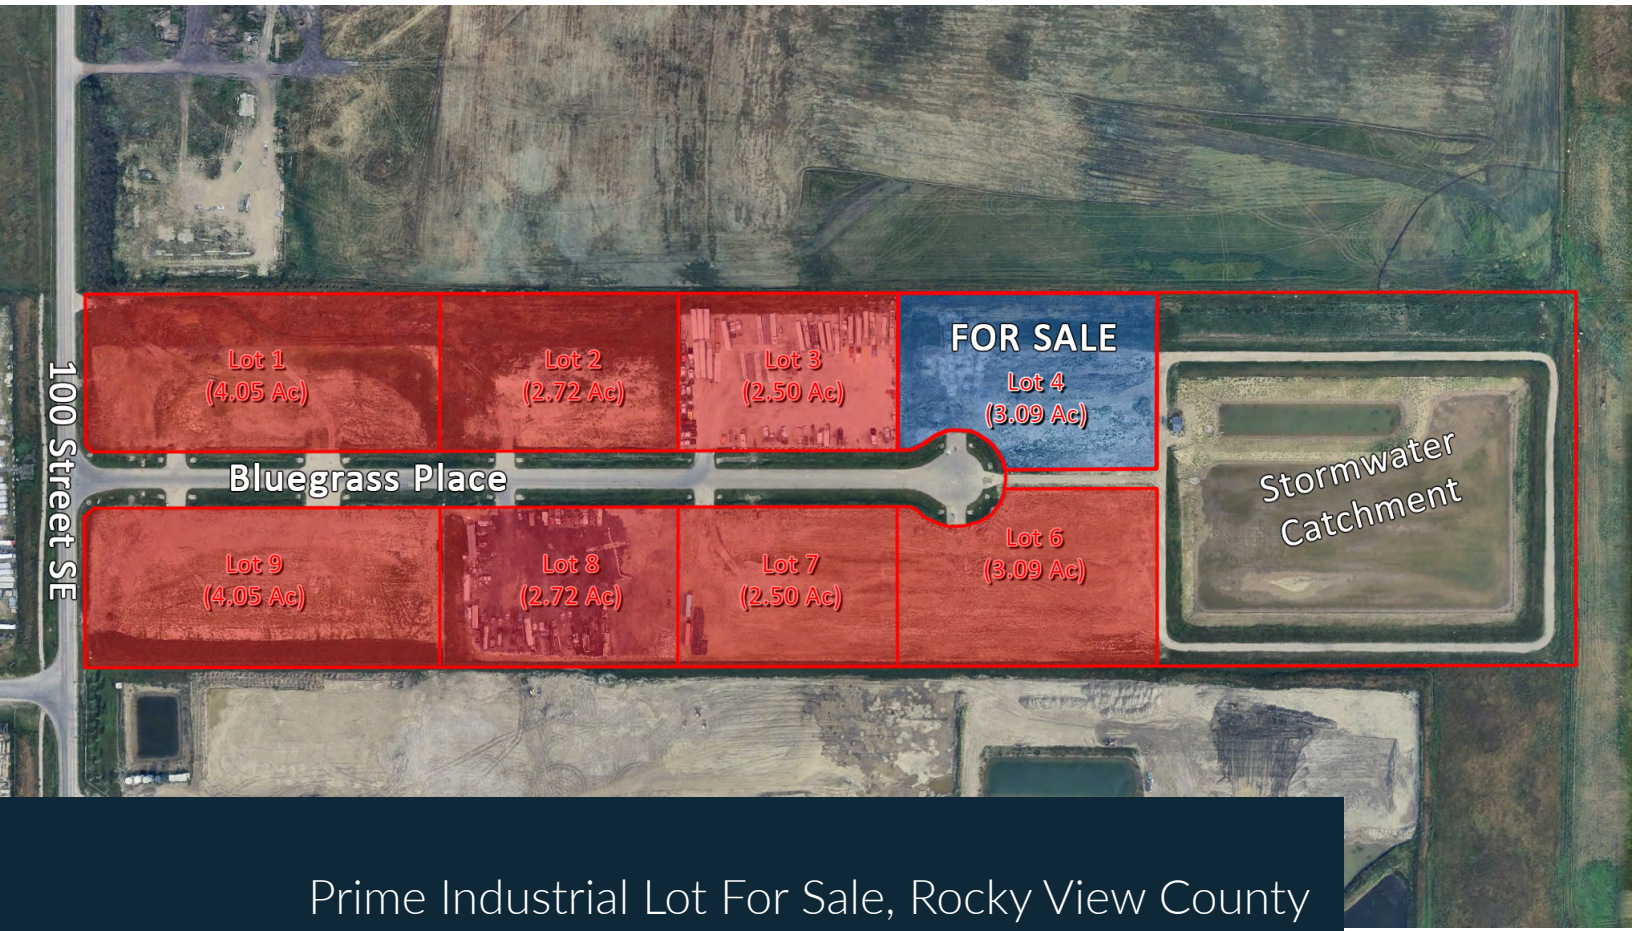 FOR SALE
Lot 1
(4.05 Ac)
Lot 2
(2.72 Ac)
Lot 3
(2.50 Ac)
Lot 4
(3.09 Ac)
100 Street SE
Bluegrass Place
Stormwater
Catchment
Lot 9
(4.05 Ac)
Lot 8
(2.72 Ac)
Lot 7
(2.50 Ac)
Lot 6
(3.09 Ac)
Prime Industrial Lot For Sale, Rocky View County